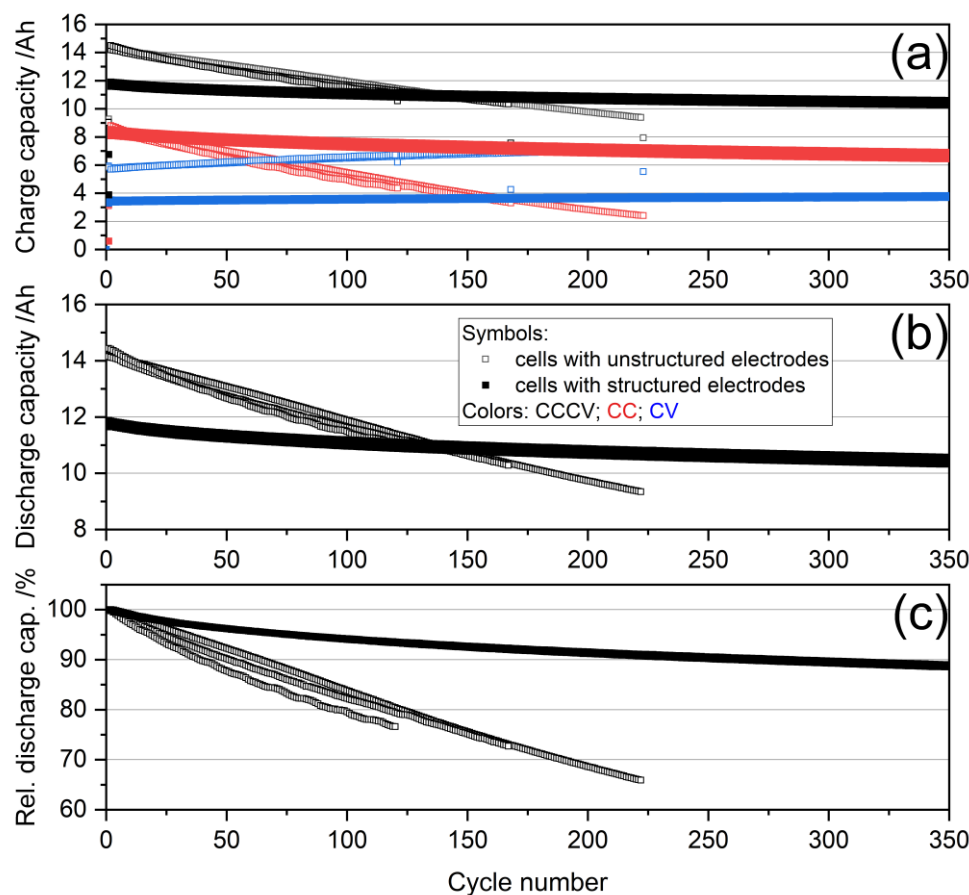 Charge capacity /Ah
16
14
12
10
8
6
4
2
0
(a)
0 50 100 150 200 250 300 350
Discharge capacity /Ah
16
14
12
10
8
(b)
Symbols:
cells with unstructured electrodes
cells with structured electrodes
Colors: CCCV; CC; CV
0 50 100 150 200 250 300 350
Rel. discharge cap. /%
100
90
80
70
60
(c)
0 50 100 150 200 250 300 350
Cycle number